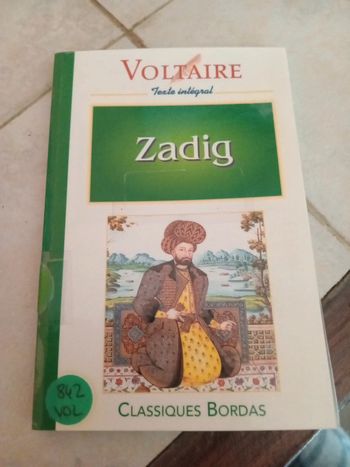 VOLTAIRE
Texte intégral
Zadig
842
VOL
CLASSIQUES BORDAS